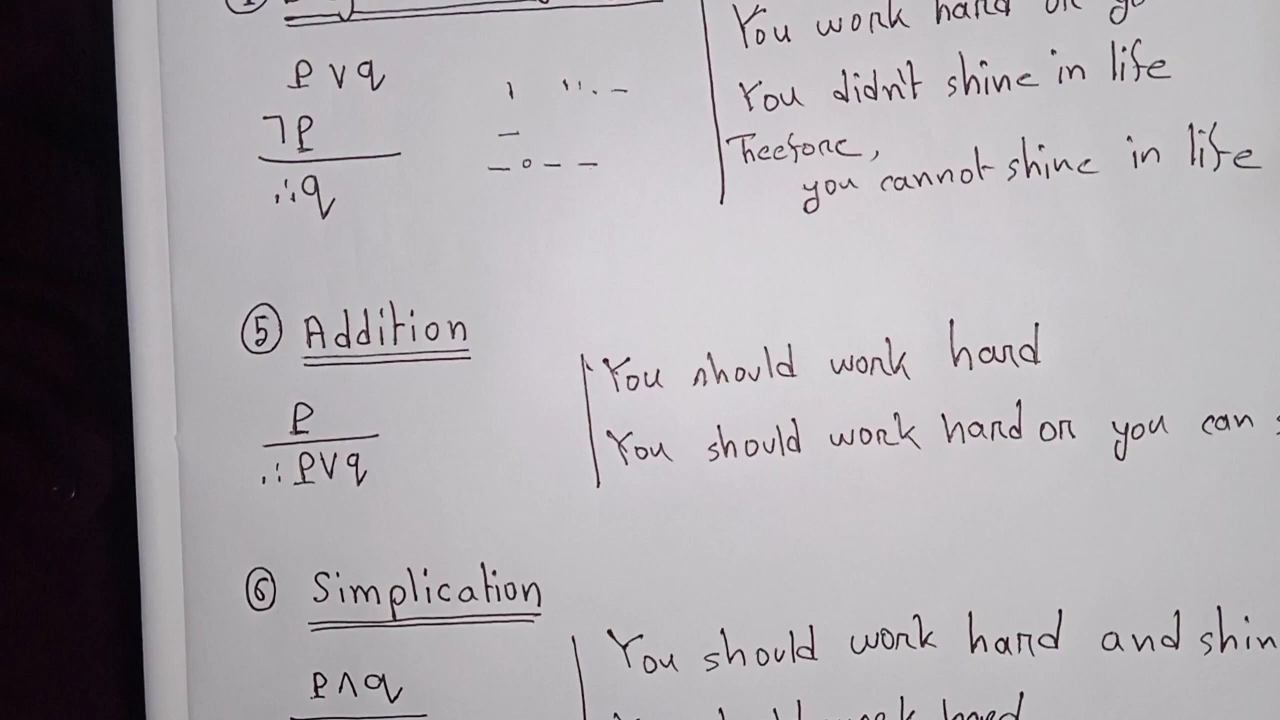 You work hard or
P ∨ q
You didn't shine in life
¬P
Theefore,
∴ q
you cannot shine in life
⑤ Addition
You should work hard
P
You should work hard or you can
∴ P∨q
⑥ Simplication
You should work hard and shin
P∧q